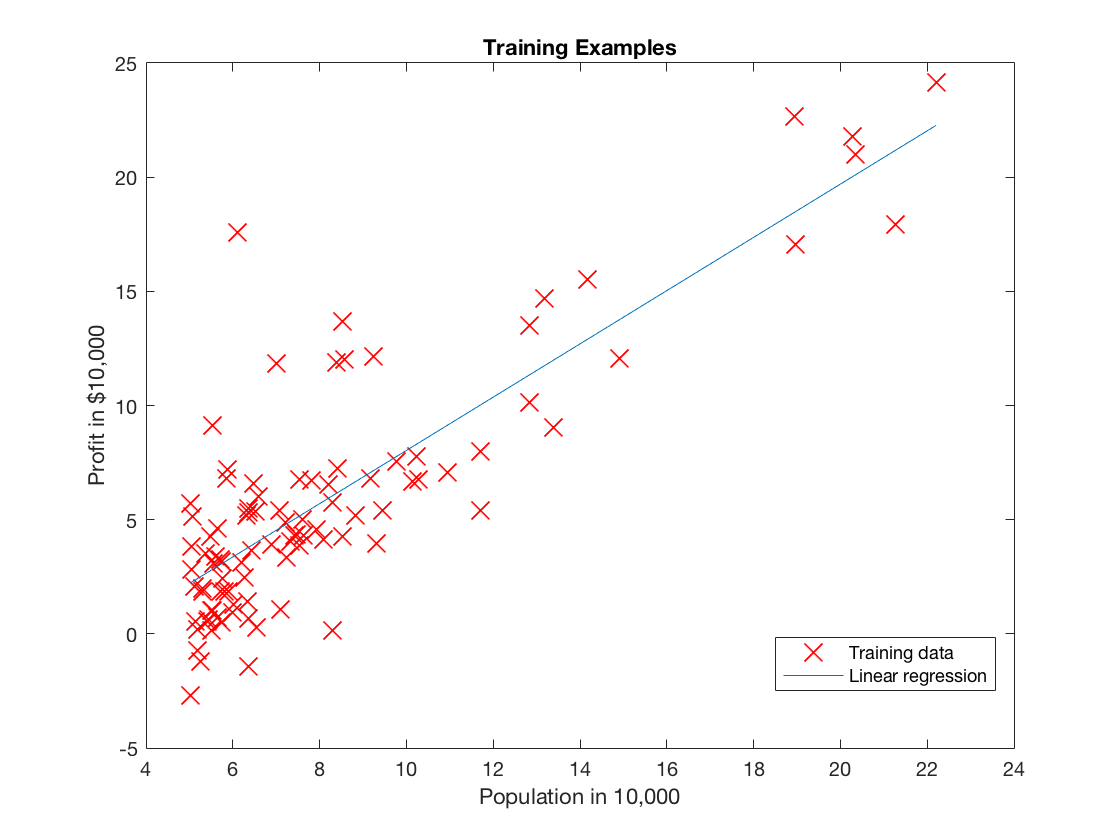 Training Examples
25
20
15
10
5
0
-5
Profit in $10,000
4 6 8 10 12 14 16 18 20 22 24
Population in 10,000
Training data
Linear regression